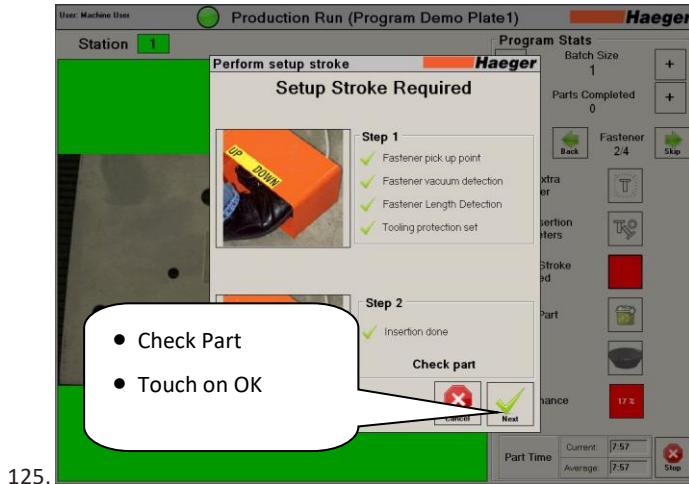 User: Machine User
Production Run (Program Demo Plate1)
Haeger
Station 1
Program Stats
Batch Size
1
+
Parts Completed
0
+
Back
Fastener
2/4
Skip
xtra
er
T
sertion
eters
Stroke
ed
Part
ance
17 %
Perform setup stroke
Haeger
Setup Stroke Required
UP DOWN
Step 1
Fastener pick up point
Fastener vacuum detection
Fastener Length Detection
Tooling protection set
Step 2
Insertion done
Check part
Cancel
Next
• Check Part
• Touch on OK
Part Time
Current: 7:57
Average: 7:57
Stop
125.